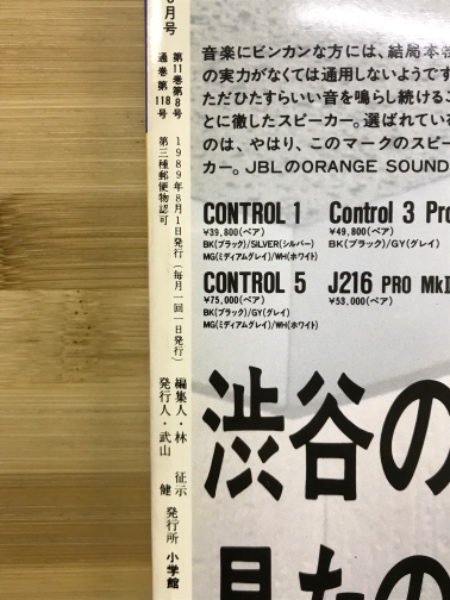 月号
第11巻第8号
通巻第118号
1989年8月1日発行(毎月一回一日発行)
第三種郵便物認可
編集人・林 征示
発行人・武山 健
発行所 小学館
音楽にビンカンな方には、結局本
の実力がなくては通用しないようです
ただひたすらいい音を鳴らし続けるこ
とに徹したスピーカー。選ばれている
のは、やはり、このマークのスピー
カー。JBLのORANGE SOUND
CONTROL 1
¥39,800(ペア)
BK(ブラック)/SILVER(シルバー)
MG(ミディアムグレイ)/WH(ホワイト)
Control 3 Pro
¥49,800(ペア)
BK(ブラック)/GY(グレイ)
CONTROL 5
¥75,000(ペア)
BK(ブラック)/GY(グレイ)
MG(ミディアムグレイ)/WH(ホワイト)
J216 PRO MkII
¥53,000(ペア)
渋谷の
見たの